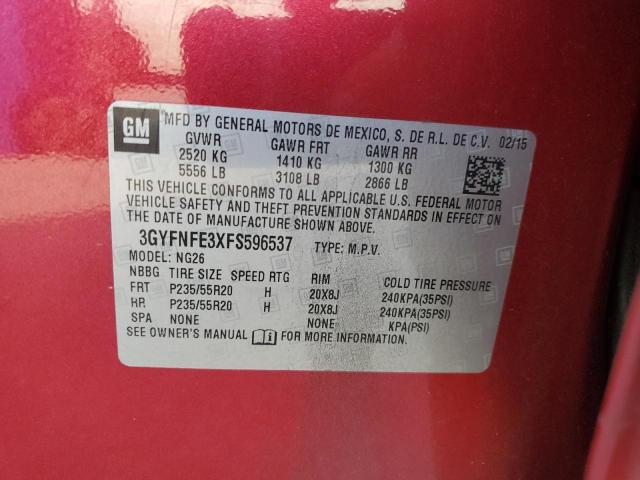 GM MFD BY GENERAL MOTORS DE MEXICO, S. DE R.L. DE C.V. 02/15
GVWR GAWR FRT GAWR RR
2520 KG 1410 KG 1300 KG
5556 LB 3108 LB 2866 LB
THIS VEHICLE CONFORMS TO ALL APPLICABLE U.S. FEDERAL MOTOR
VEHICLE SAFETY, BUMPER, AND THEFT PREVENTION STANDARDS IN EFFECT ON
THE DATE OF MANUFACTURE SHOWN ABOVE.
3GYFNFE3XFS596537 TYPE: M.P.V.
MODEL: NG26
NBBG TIRE SIZE SPEED RTG RIM COLD TIRE PRESSURE
FRT P235/55R20 H 20X8J 240KPA(35PSI)
HR P235/55R20 H 20X8J 240KPA(35PSI)
SPA NONE NONE KPA(PSI)
SEE OWNER'S MANUAL FOR MORE INFORMATION.